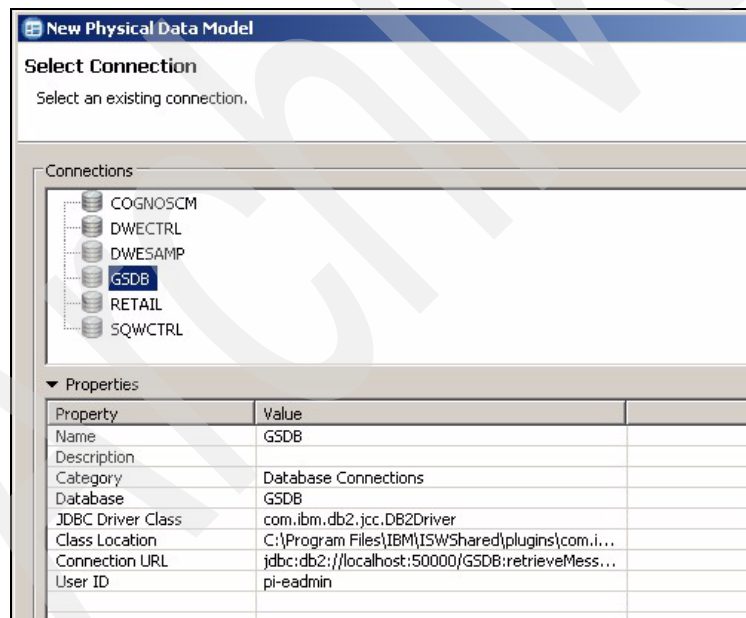 New Physical Data Model
Select Connection
Select an existing connection.
Connections
COGNOSCM
DWECTRL
DWESAMP
GSDB
RETAIL
SQWCTRL
Properties
Property Value
Name GSDB
Description
Category Database Connections
Database GSDB
JDBC Driver Class com.ibm.db2.jcc.DB2Driver
Class Location C:\Program Files\IBM\ISWShared\plugins\com.i...
Connection URL jdbc:db2://localhost:50000/GSDB:retrieveMess...
User ID pi-eadmin